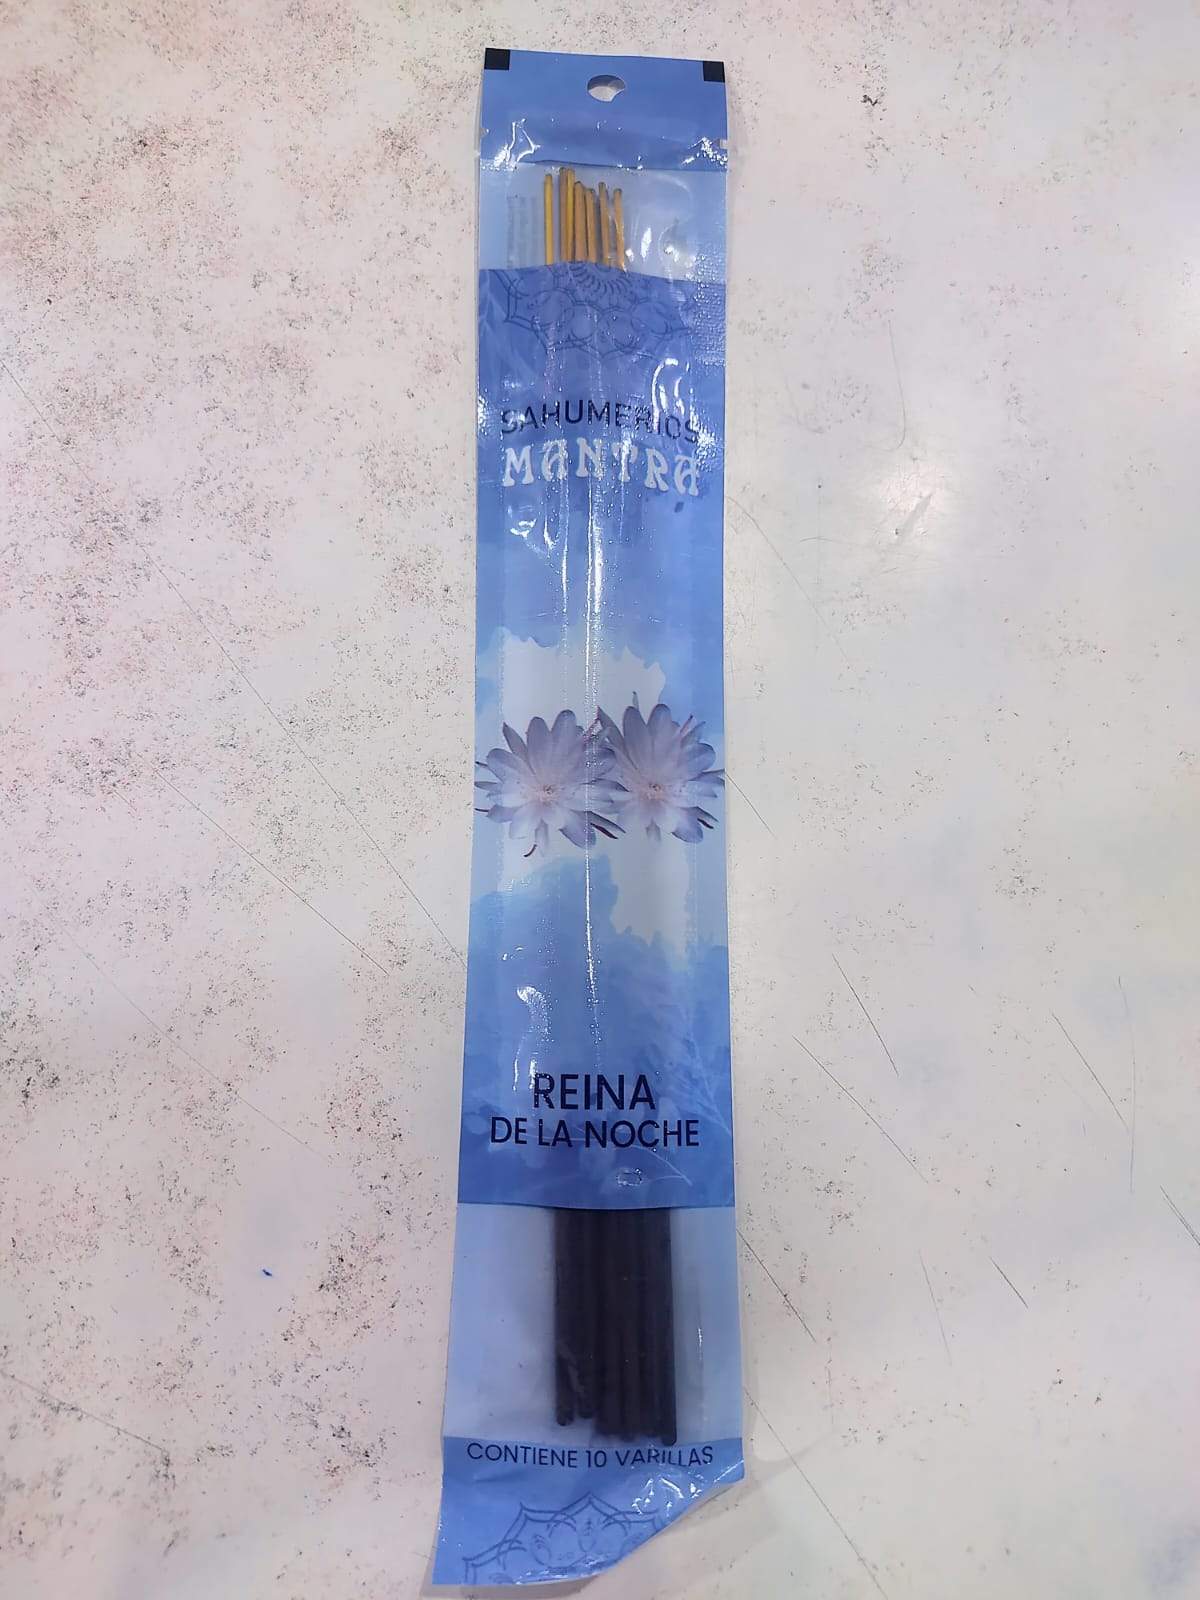 SAHUMERIOS
MANTRA
REINA
DE LA NOCHE
CONTIENE 10 VARILLAS